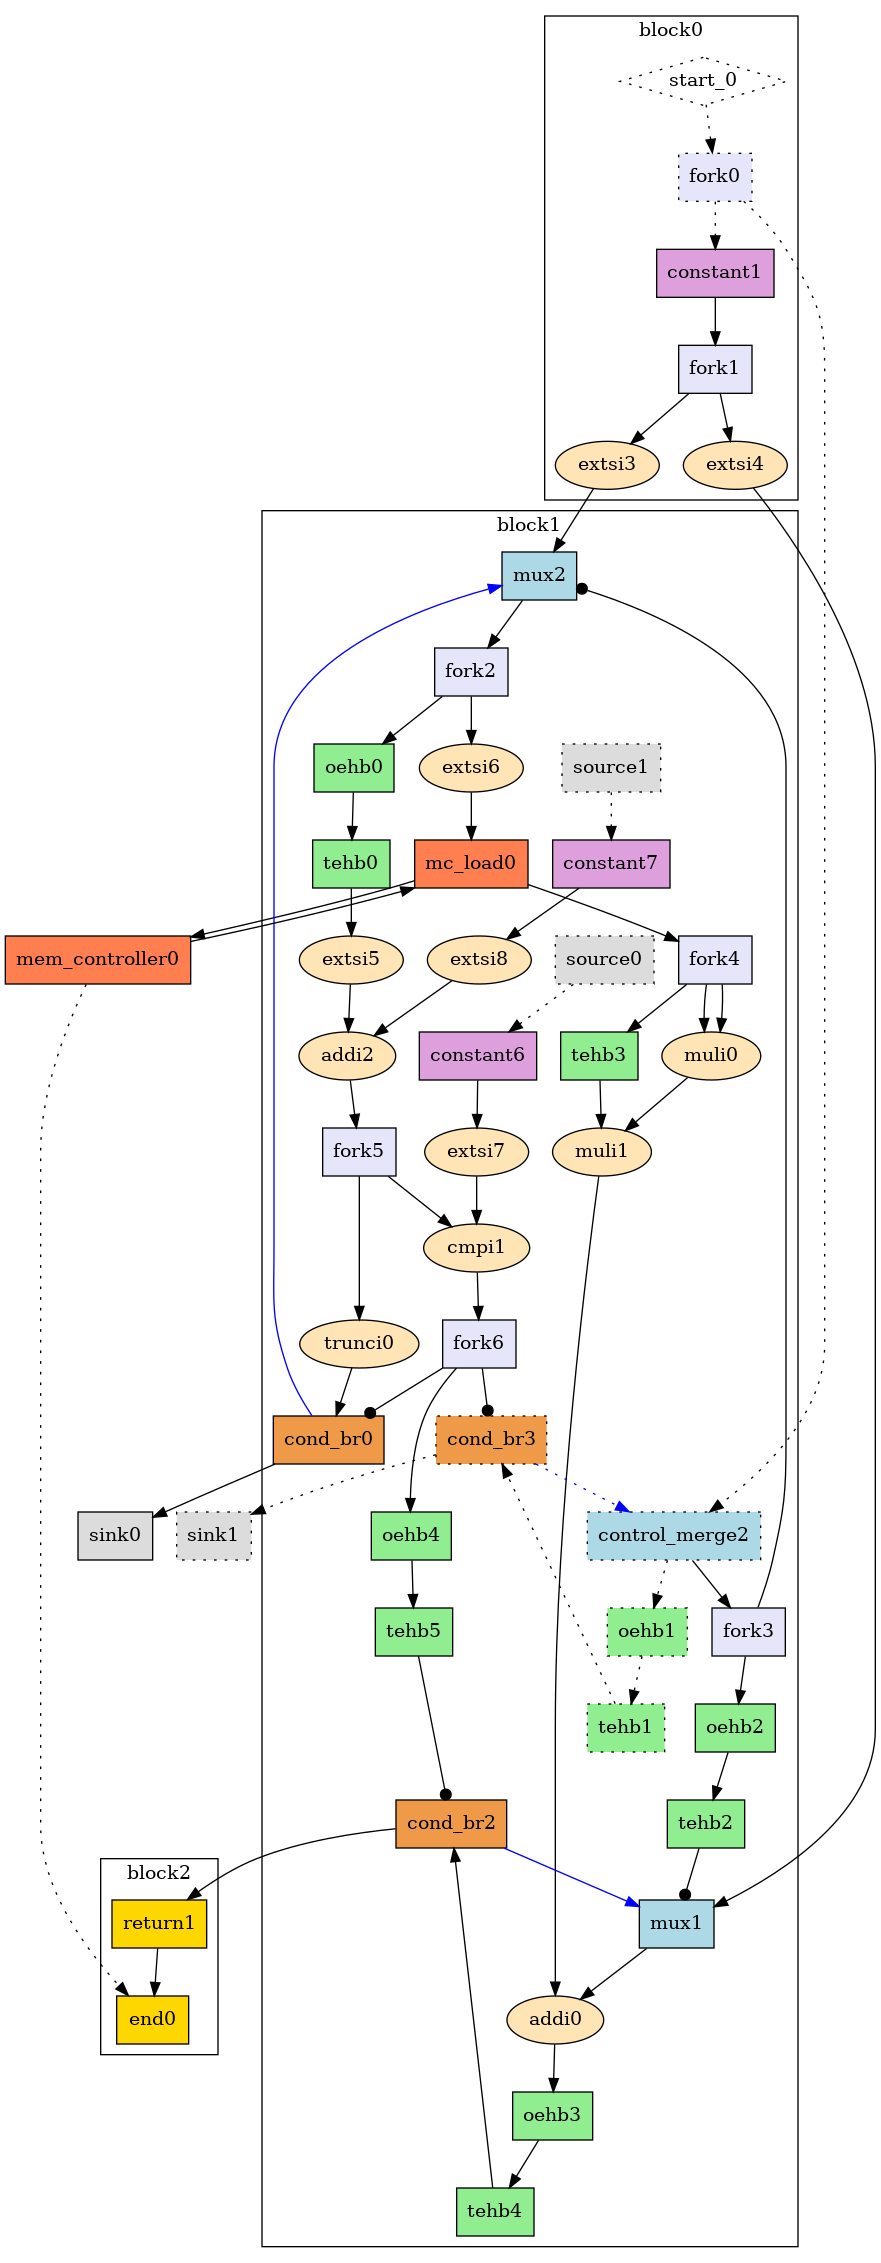 block0
start_0
fork0
constant1
fork1
extsi3
extsi4
block1
mux2
fork2
oehb0
extsi6
source1
tehb0
mc_load0
constant7
mem_controller0
extsi5
extsi8
source0
fork4
addi2
constant6
tehb3
muli0
fork5
extsi7
muli1
cmpi1
trunci0
fork6
cond_br0
cond_br3
sink0
sink1
oehb4
control_merge2
tehb5
oehb1
fork3
tehb1
oehb2
cond_br2
tehb2
block2
return1
mux1
end0
addi0
oehb3
tehb4